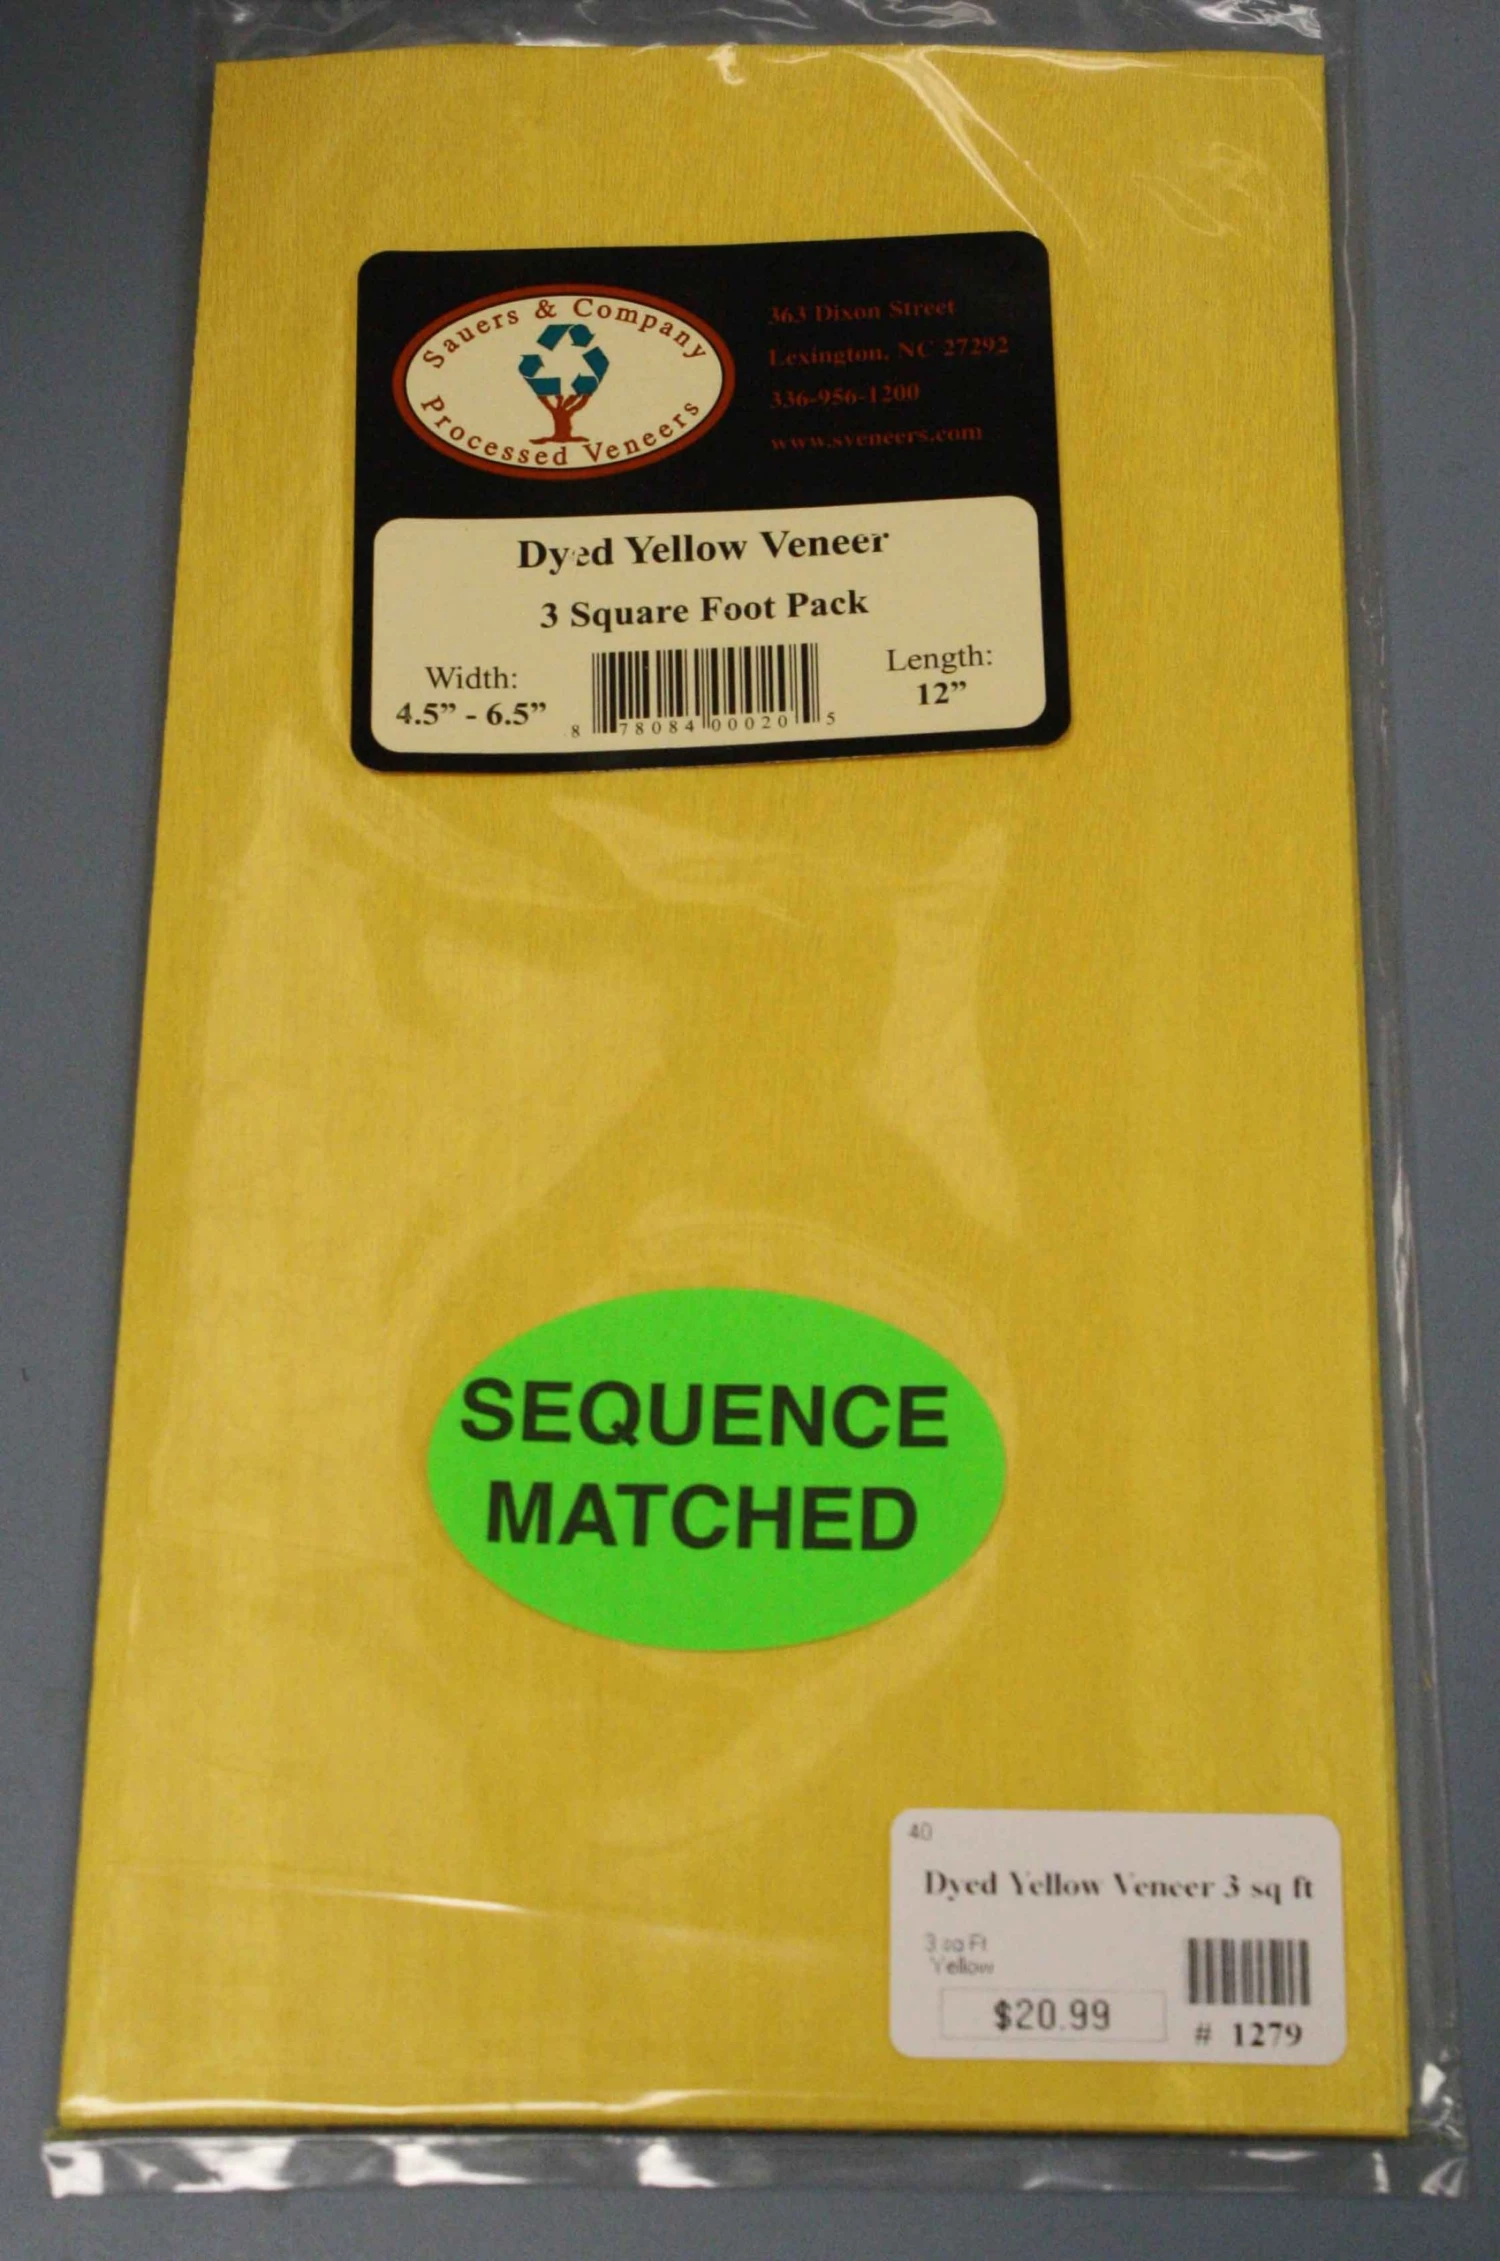 Sauers & Company
Processed Veneers
363 Dixon Street
Lexington, NC 27292
336-956-1200
www.sveneers.com
Dyed Yellow Veneer
3 Square Foot Pack
Width:
4.5” - 6.5”
Length:
12”
8 78084 00020 5
SEQUENCE
MATCHED
40
Dyed Yellow Veneer 3 sq ft
3 sq Ft
Yellow
$20.99
# 1279